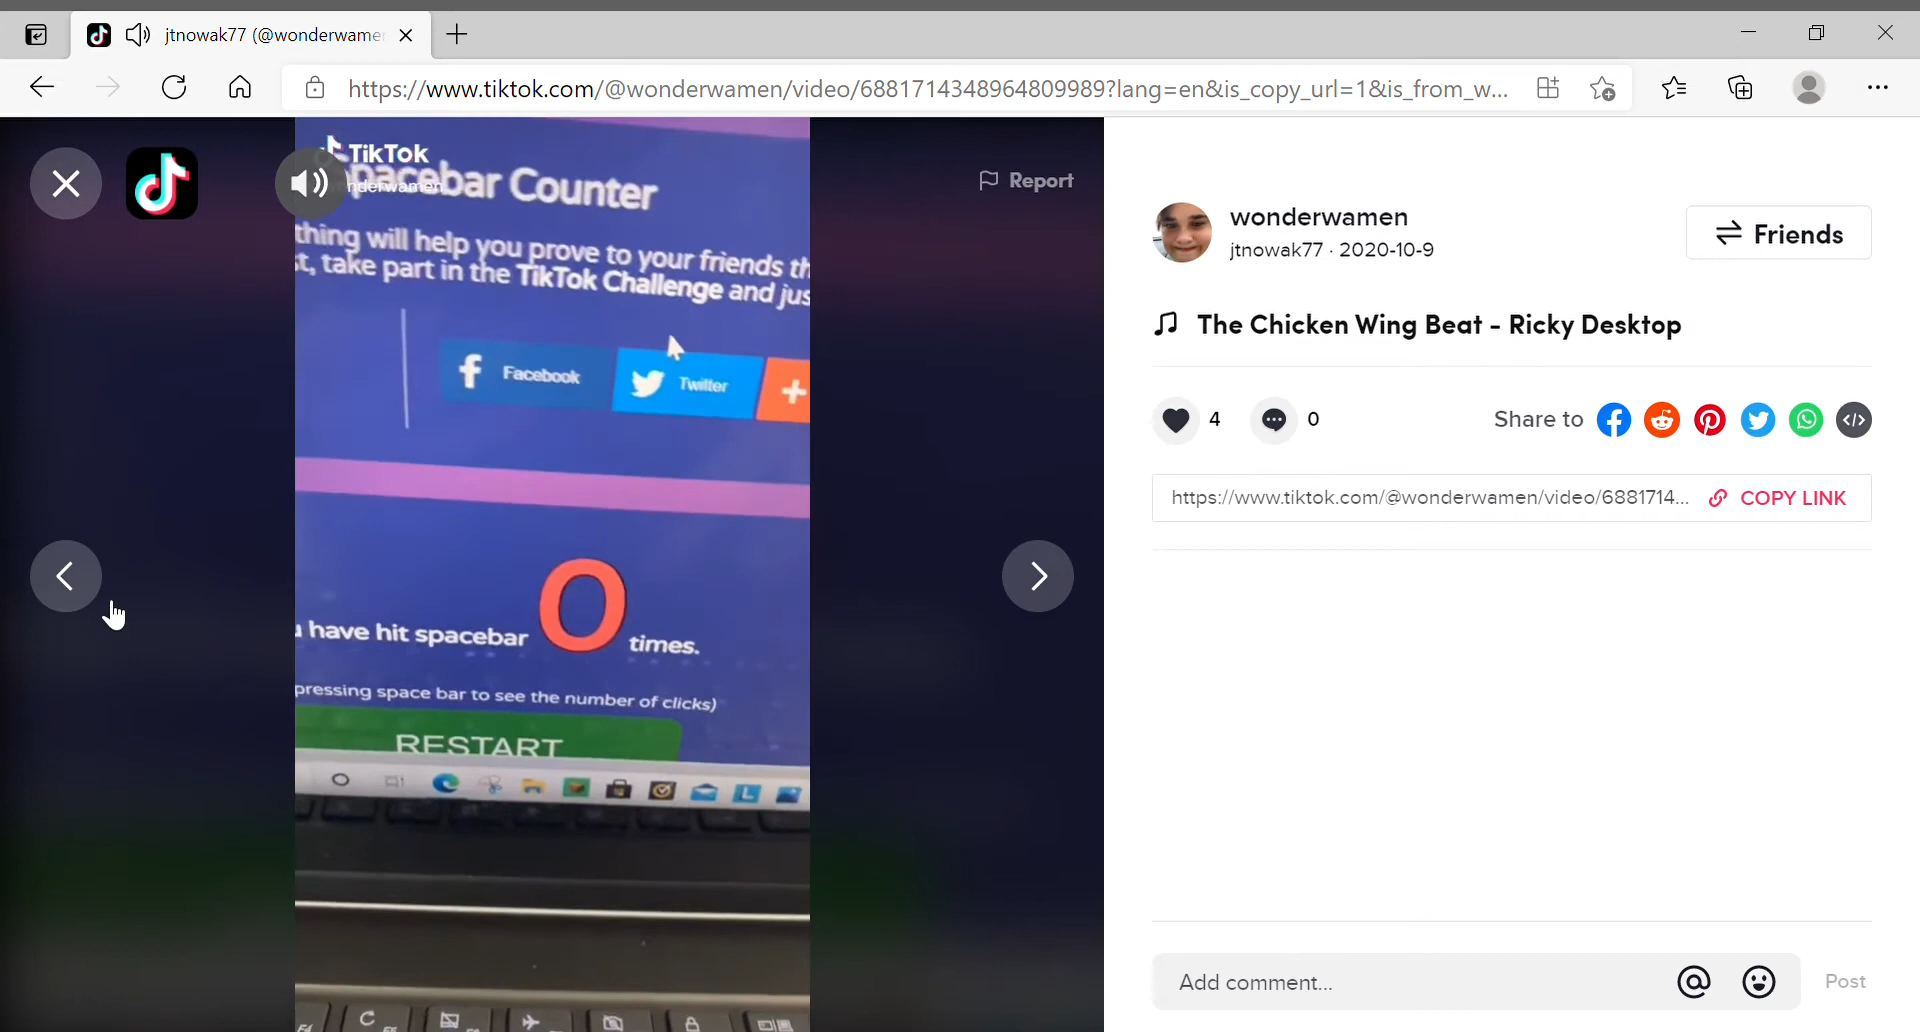 jtnowak77 (@wonderwame
https://www.tiktok.com/@wonderwamen/video/6881714348964809989?lang=en&is_copy_url=1&is_from_w...
TikTok
pacebar Counter
nderwamen
thing will help you prove to your friends th
st, take part in the TikTok Challenge and jus
Facebook
Twitter
have hit spacebar 0 times.
pressing space bar to see the number of clicks)
RESTART
Report
wonderwamen
jtnowak77 · 2020-10-9
Friends
The Chicken Wing Beat - Ricky Desktop
4
0
Share to
https://www.tiktok.com/@wonderwamen/video/6881714...
COPY LINK
Add comment...
Post